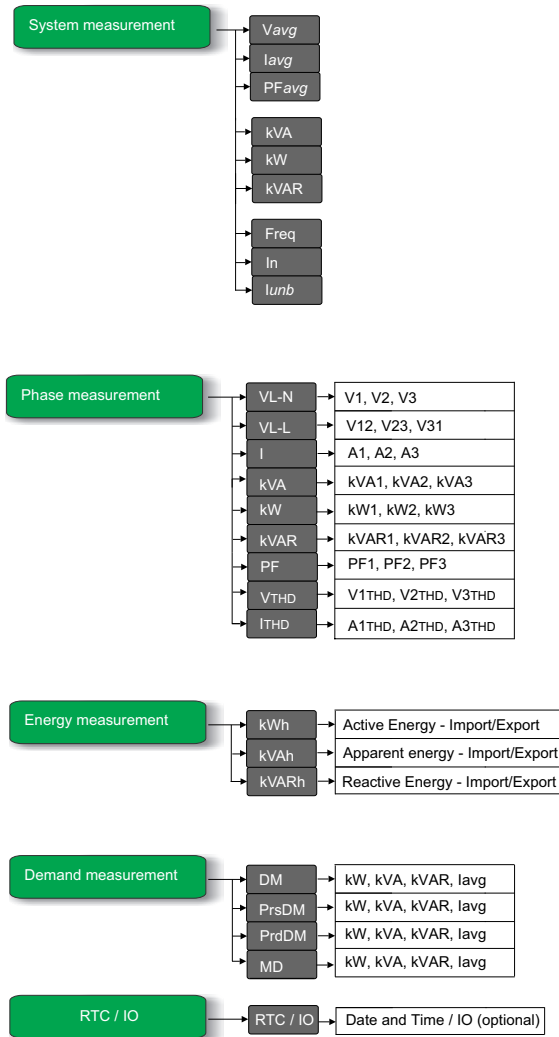 System measurement
Vavg
Iavg
PFavg
kVA
kW
kVAR
Freq
In
Iunb
Phase measurement
VL-N V1, V2, V3
VL-L V12, V23, V31
I A1, A2, A3
kVA kVA1, kVA2, kVA3
kW kW1, kW2, kW3
kVAR kVAR1, kVAR2, kVAR3
PF PF1, PF2, PF3
VTHD V1THD, V2THD, V3THD
ITHD A1THD, A2THD, A3THD
Energy measurement
kWh Active Energy - Import/Export
kVAh Apparent energy - Import/Export
kVARh Reactive Energy - Import/Export
Demand measurement
DM kW, kVA, kVAR, Iavg
PrsDM kW, kVA, kVAR, Iavg
PrdDM kW, kVA, kVAR, Iavg
MD kW, kVA, kVAR, Iavg
RTC / IO RTC / IO Date and Time / IO (optional)